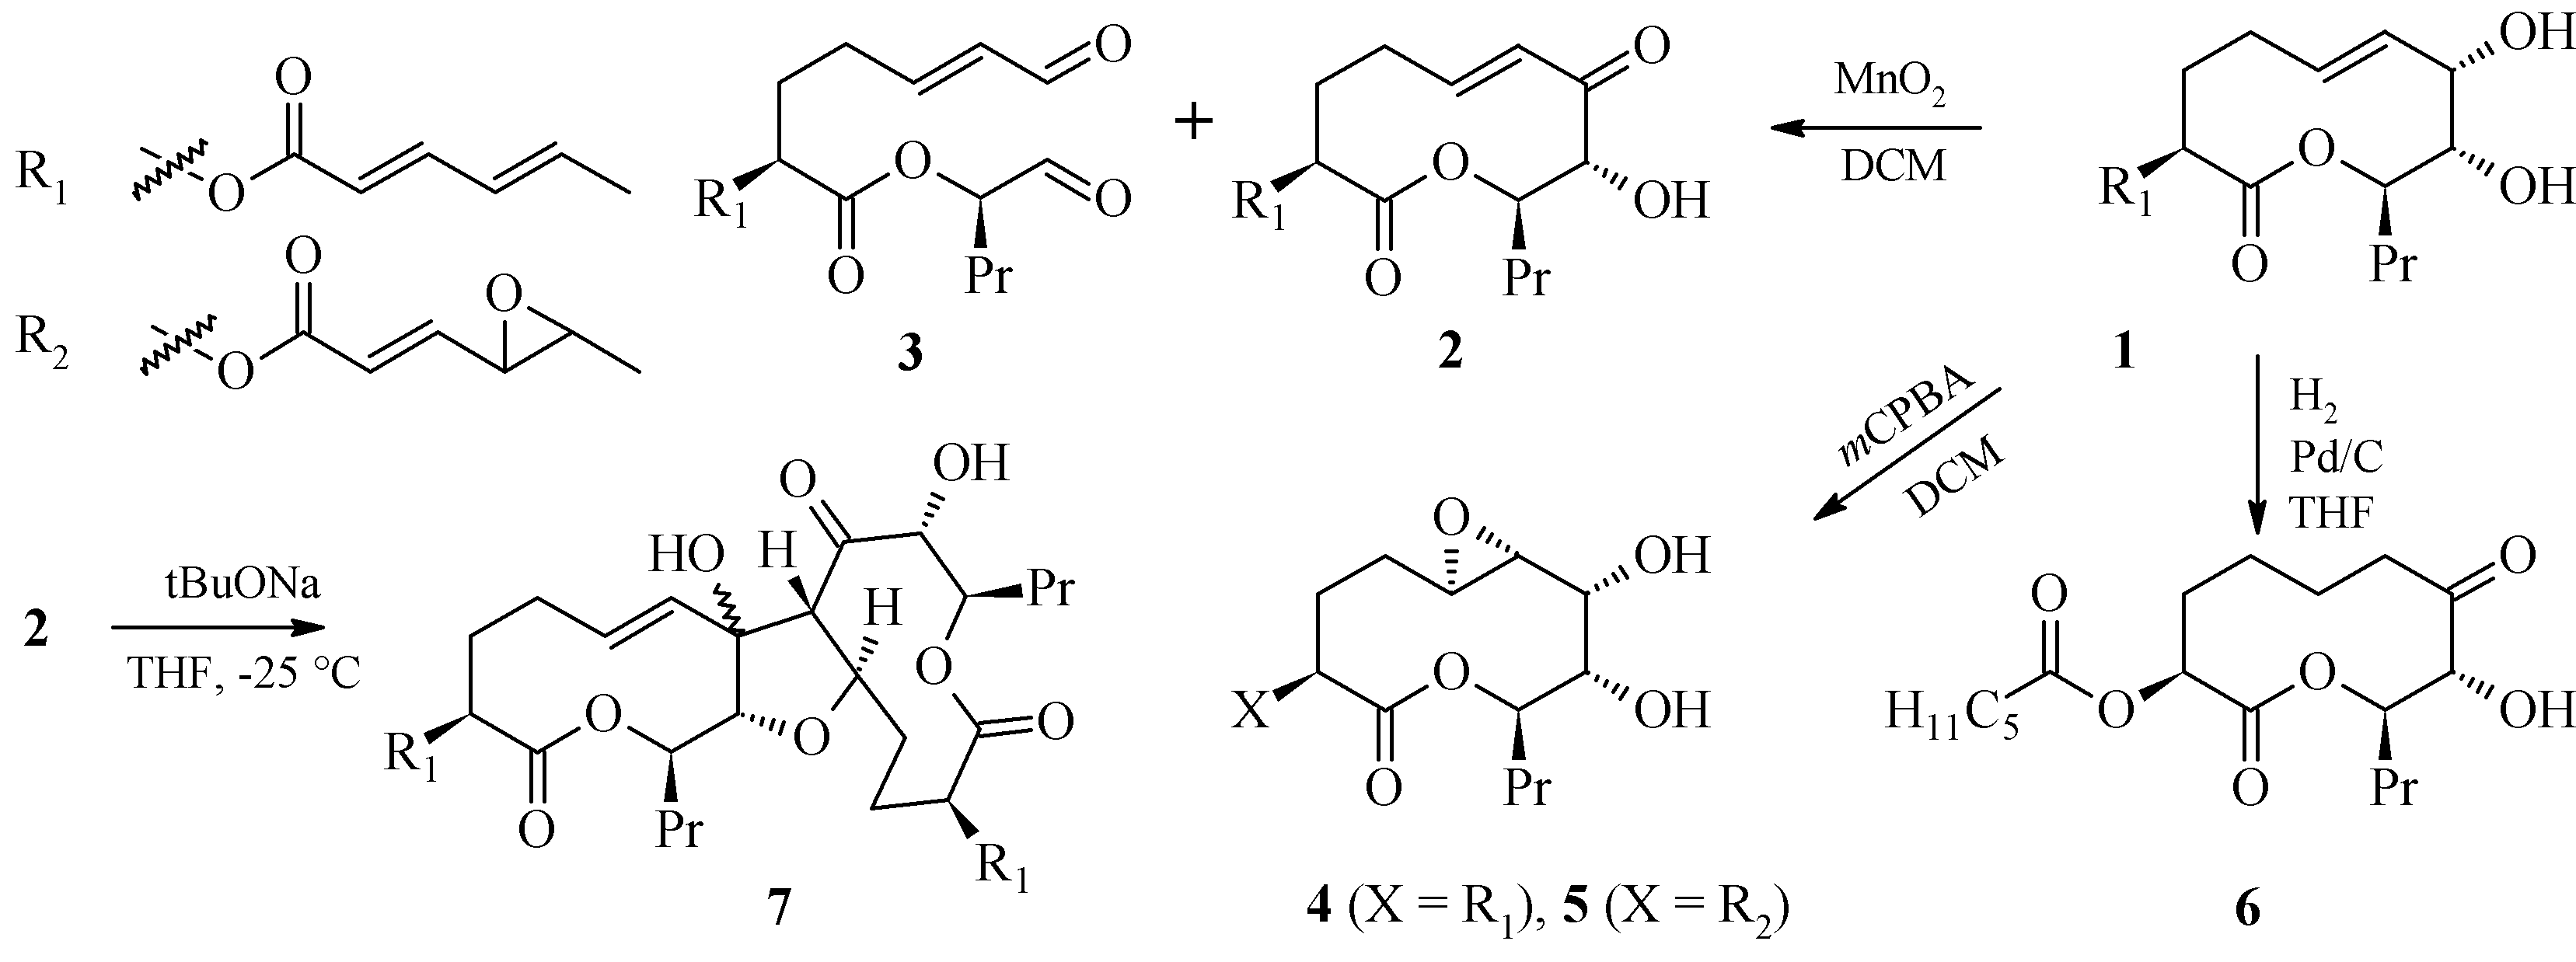 O
R₁
O
R₂
O
O
O
O
R₁
O
O
Pr
3
+
O
O
R₁
OH
O
Pr
2
MnO₂
DCM
OH
O
R₁
OH
O
Pr
1
mCPBA
DCM
H₂
Pd/C
THF
2
tBuONa
THF, -25 °C
OH
O
HO
H
Pr
H
O
O
O
O
R₁
O
Pr
R₁
7
O
OH
O
X
OH
O
Pr
4 (X = R₁), 5 (X = R₂)
O
O
O
H₁₁C₅
O
OH
O
Pr
6